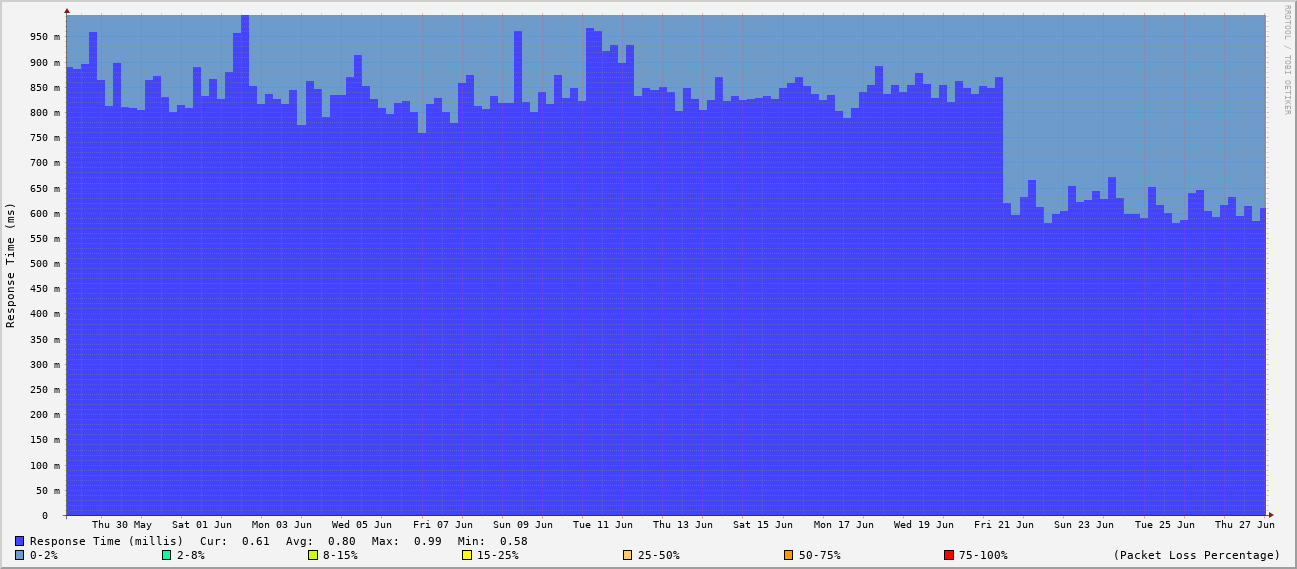 RRDTOOL / TOBI OETIKER
Response Time (ms)
950 m
900 m
850 m
800 m
750 m
700 m
650 m
600 m
550 m
500 m
450 m
400 m
350 m
300 m
250 m
200 m
150 m
100 m
50 m
0
Thu 30 May Sat 01 Jun Mon 03 Jun Wed 05 Jun Fri 07 Jun Sun 09 Jun Tue 11 Jun Thu 13 Jun Sat 15 Jun Mon 17 Jun Wed 19 Jun Fri 21 Jun Sun 23 Jun Tue 25 Jun Thu 27 Jun
Response Time (millis) Cur: 0.61 Avg: 0.80 Max: 0.99 Min: 0.58
0-2% 2-8% 8-15% 15-25% 25-50% 50-75% 75-100% (Packet Loss Percentage)